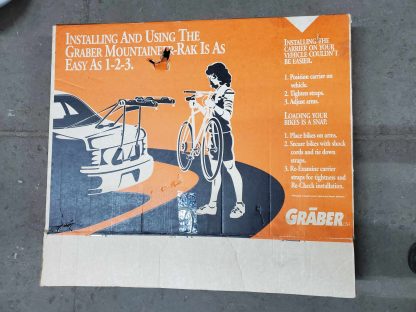 INSTALLING AND USING THE
GRABER MOUNTAINEER-RAK IS AS
EASY AS 1-2-3.
INSTALLING THE
CARRIER ON YOUR
VEHICLE COULDN'T
BE EASIER.
1. Position carrier on
vehicle.
2. Tighten straps.
3. Adjust arms.
LOADING YOUR
BIKES IS A SNAP.
1. Place bikes on arms.
2. Secure bikes with shock
cords and tie down
straps.
3. Re-Examine carrier
straps for tightness and
Re-Check installation.
GRABER